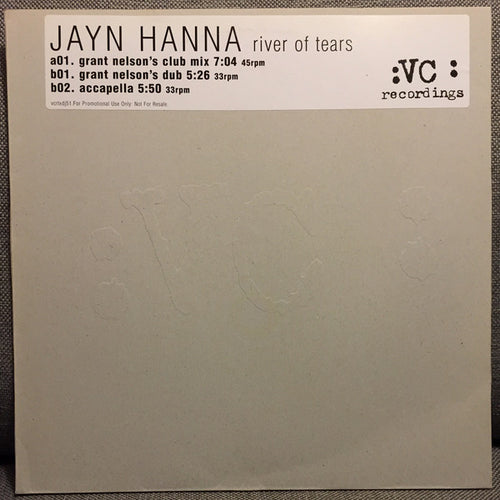 JAYN HANNA river of tears
a01. grant nelson's club mix 7:04 45rpm
b01. grant nelson's dub 5:26 33rpm
b02. accapella 5:50 33rpm
vcrtxdj51.For Promotional Use Only: Not For Resale.
:VC :
recordings
:VC :